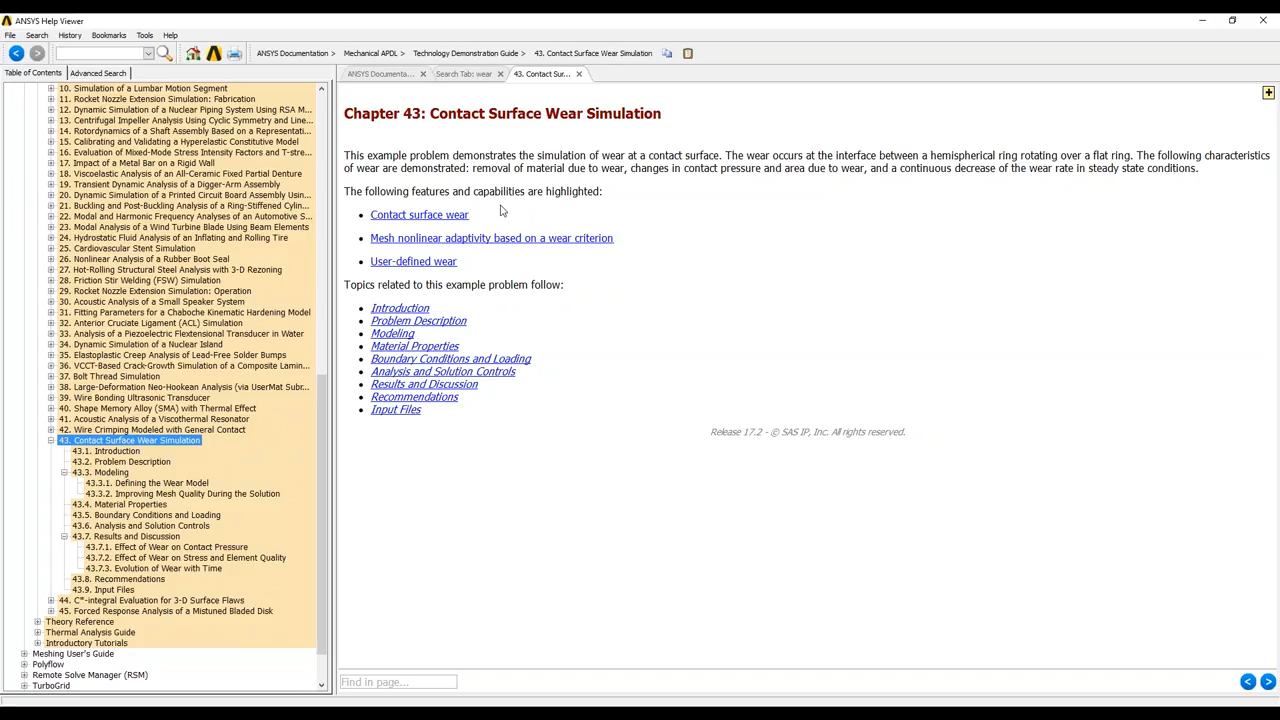 ANSYS Help Viewer
File Search History Bookmarks Tools Help
ANSYS Documentation > Mechanical APDL > Technology Demonstration Guide > 43. Contact Surface Wear Simulation
Table of Contents Advanced Search
ANSYS Documenta... Search Tab: wear 43. Contact Sur...
10. Simulation of a Lumbar Motion Segment
11. Rocket Nozzle Extension Simulation: Fabrication
12. Dynamic Simulation of a Nuclear Piping System Using RSA M...
13. Centrifugal Impeller Analysis Using Cyclic Symmetry and Line...
14. Rotordynamics of a Shaft Assembly Based on a Representati...
15. Calibrating and Validating a Hyperelastic Constitutive Model
16. Evaluation of Mixed-Mode Stress Intensity Factors and T-stre...
17. Impact of a Metal Bar on a Rigid Wall
18. Viscoelastic Analysis of an All-Ceramic Fixed Partial Denture
19. Transient Dynamic Analysis of a Digger-Arm Assembly
20. Dynamic Simulation of a Printed Circuit Board Assembly Usin...
21. Buckling and Post-Buckling Analysis of a Ring-Stiffened Cylin...
22. Modal and Harmonic Frequency Analyses of an Automotive S...
23. Modal Analysis of a Wind Turbine Blade Using Beam Elements
24. Hydrostatic Fluid Analysis of an Inflating and Rolling Tire
25. Cardiovascular Stent Simulation
26. Nonlinear Analysis of a Rubber Boot Seal
27. Hot-Rolling Structural Steel Analysis with 3-D Rezoning
28. Friction Stir Welding (FSW) Simulation
29. Rocket Nozzle Extension Simulation: Operation
30. Acoustic Analysis of a Small Speaker System
31. Fitting Parameters for a Chaboche Kinematic Hardening Model
32. Anterior Cruciate Ligament (ACL) Simulation
33. Analysis of a Piezoelectric Flextensional Transducer in Water
34. Dynamic Simulation of a Nuclear Island
35. Elastoplastic Creep Analysis of Lead-Free Solder Bumps
36. VCCT-Based Crack-Growth Simulation of a Composite Lamin...
37. Bolt Thread Simulation
38. Large-Deformation Neo-Hookean Analysis (via UserMat Subr...
39. Wire Bonding Ultrasonic Transducer
40. Shape Memory Alloy (SMA) with Thermal Effect
41. Acoustic Analysis of a Viscothermal Resonator
42. Wire Crimping Modeled with General Contact
43. Contact Surface Wear Simulation
43.1. Introduction
43.2. Problem Description
43.3. Modeling
43.3.1. Defining the Wear Model
43.3.2. Improving Mesh Quality During the Solution
43.4. Material Properties
43.5. Boundary Conditions and Loading
43.6. Analysis and Solution Controls
43.7. Results and Discussion
43.7.1. Effect of Wear on Contact Pressure
43.7.2. Effect of Wear on Stress and Element Quality
43.7.3. Evolution of Wear with Time
43.8. Recommendations
43.9. Input Files
44. C*-integral Evaluation for 3-D Surface Flaws
45. Forced Response Analysis of a Mistuned Bladed Disk
Theory Reference
Thermal Analysis Guide
Introductory Tutorials
Meshing User's Guide
Polyflow
Remote Solve Manager (RSM)
TurboGrid
Chapter 43: Contact Surface Wear Simulation
This example problem demonstrates the simulation of wear at a contact surface. The wear occurs at the interface between a hemispherical ring rotating over a flat ring. The following characteristics
of wear are demonstrated: removal of material due to wear, changes in contact pressure and area due to wear, and a continuous decrease of the wear rate in steady state conditions.
The following features and capabilities are highlighted:
• Contact surface wear
• Mesh nonlinear adaptivity based on a wear criterion
• User-defined wear
Topics related to this example problem follow:
• Introduction
• Problem Description
• Modeling
• Material Properties
• Boundary Conditions and Loading
• Analysis and Solution Controls
• Results and Discussion
• Recommendations
• Input Files
Release 17.2 - © SAS IP, Inc. All rights reserved.
Find in page...